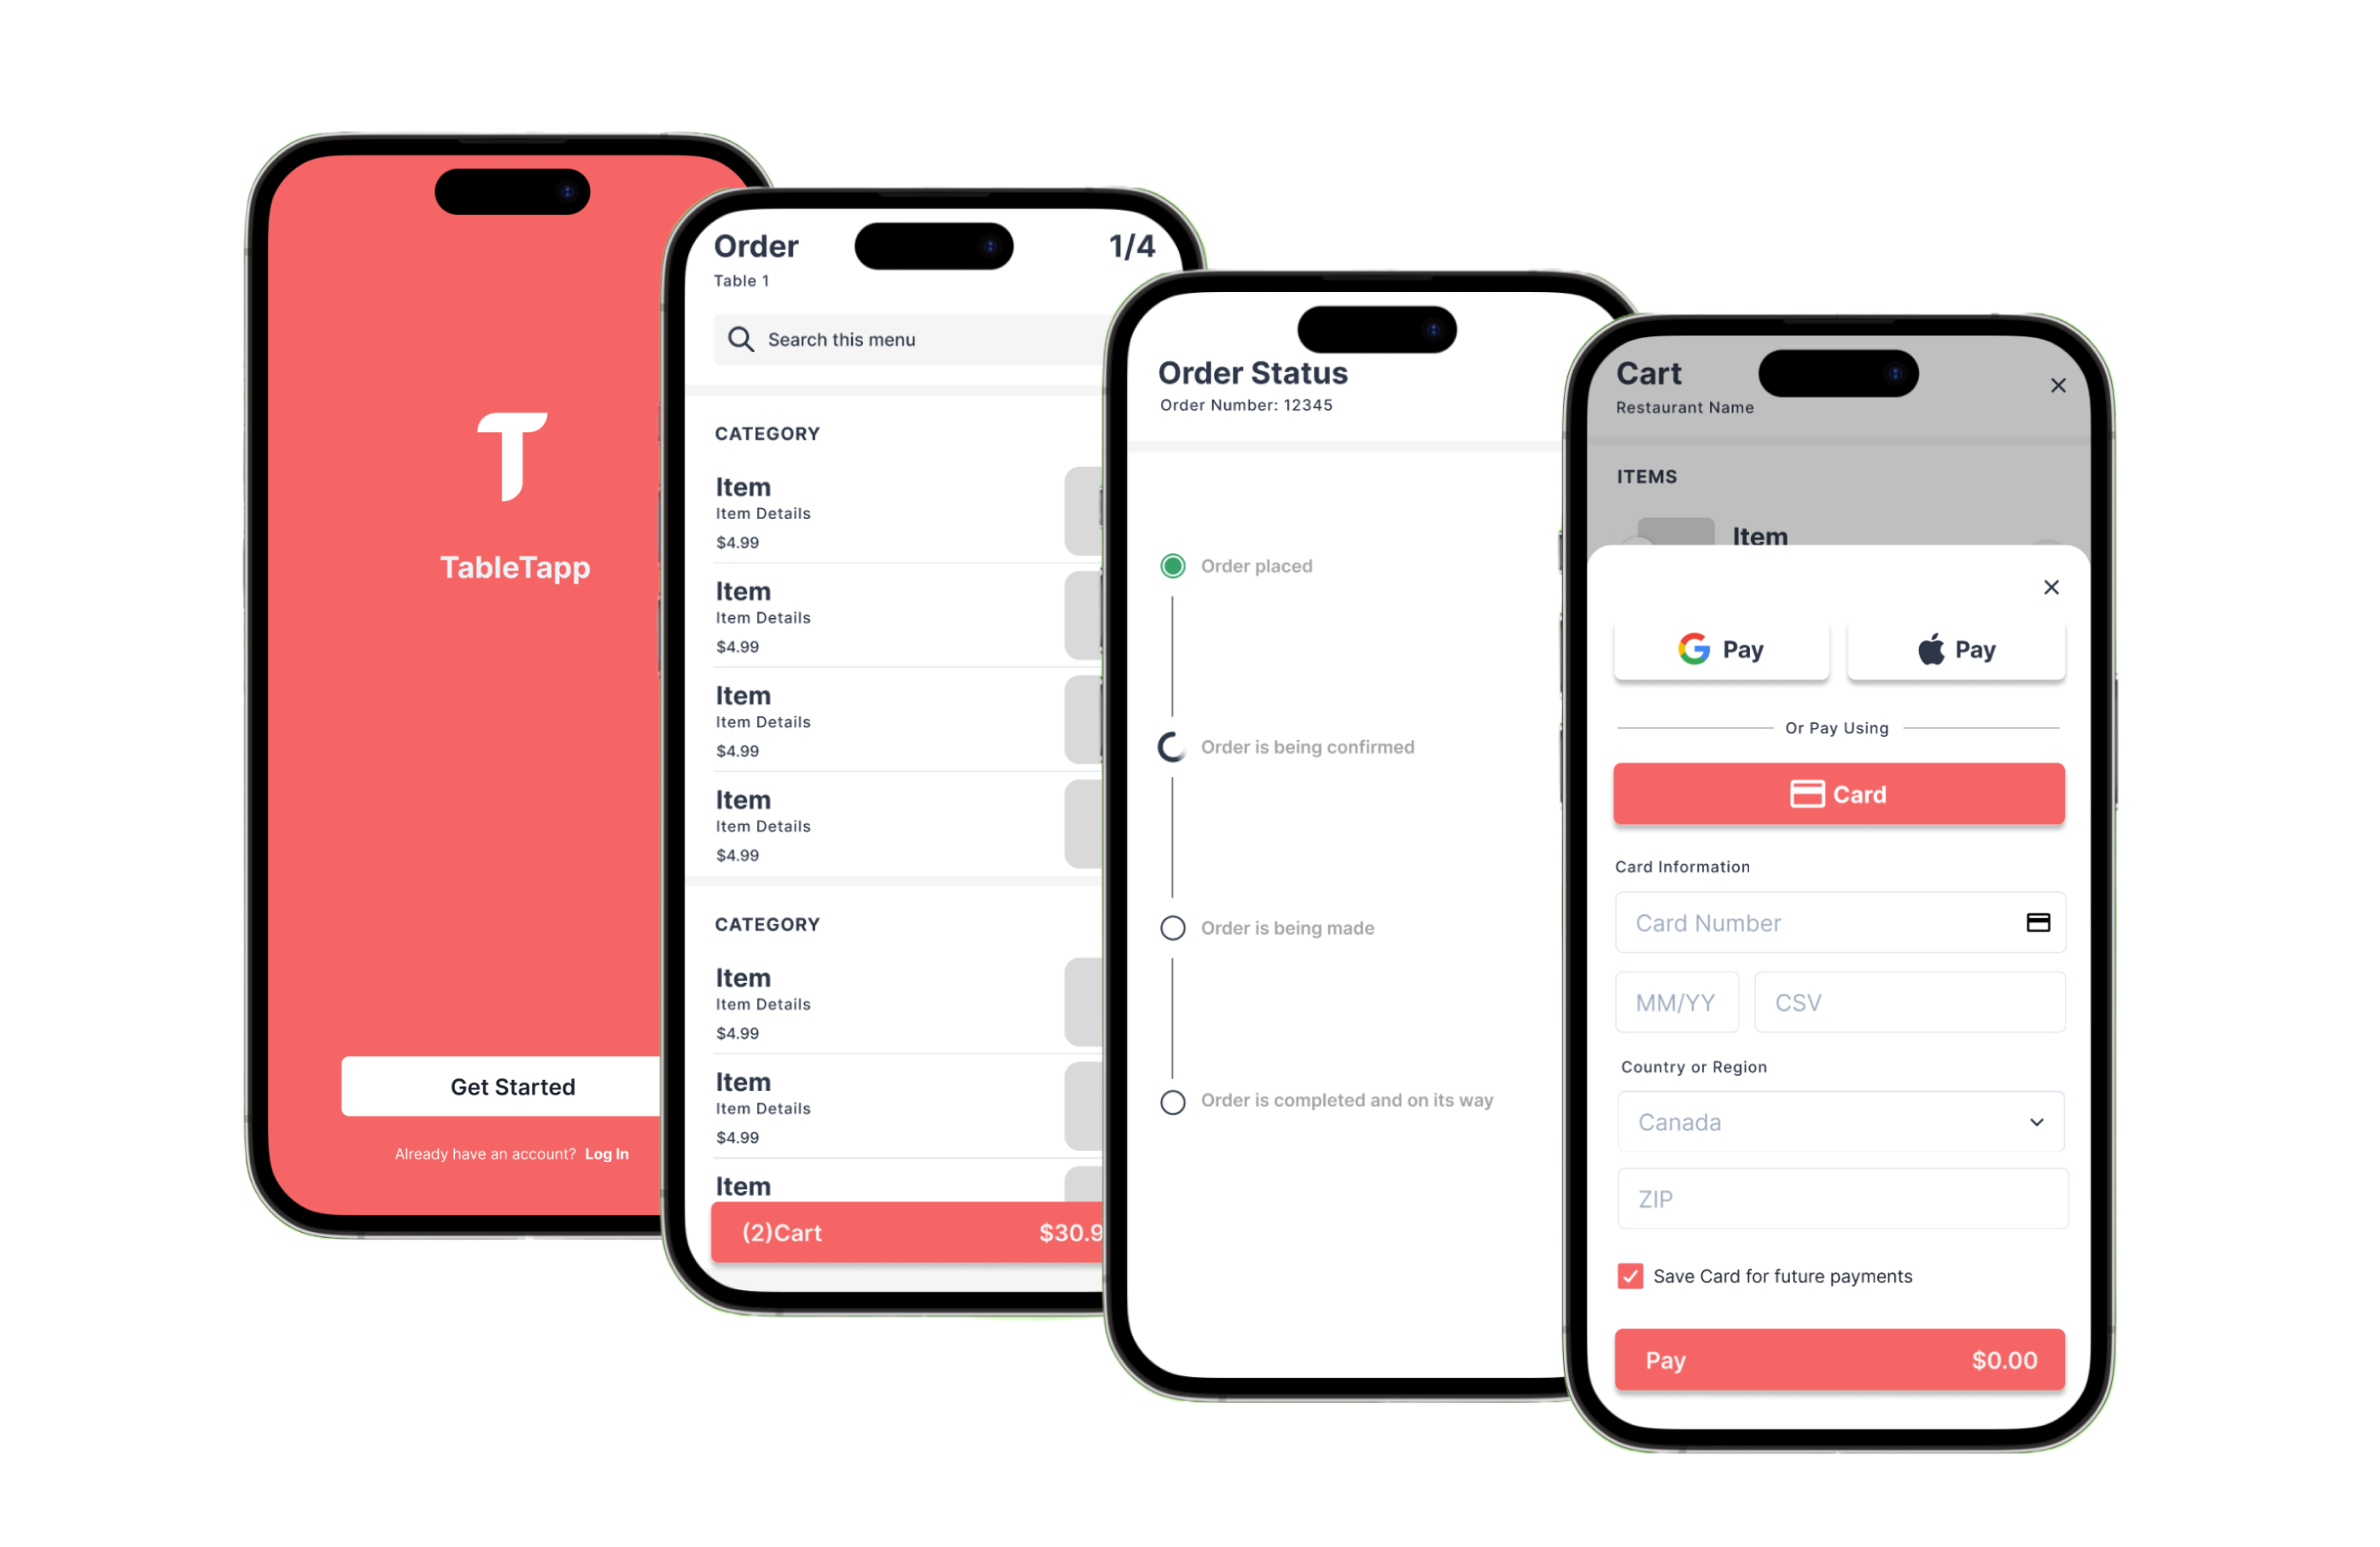 TableTapp
Get Started
Already have an account? Log In
Order
1/4
Table 1
Search this menu
CATEGORY
Item
Item Details
$4.99
Item
Item Details
$4.99
Item
Item Details
$4.99
Item
Item Details
$4.99
CATEGORY
Item
Item Details
$4.99
Item
Item Details
$4.99
Item
(2)Cart $30.9
Order Status
Order Number: 12345
Order placed
Order is being confirmed
Order is being made
Order is completed and on its way
Cart
Restaurant Name
ITEMS
Item
G Pay
Pay
Or Pay Using
Card
Card Information
Card Number
MM/YY CSV
Country or Region
Canada
ZIP
Save Card for future payments
Pay $0.00